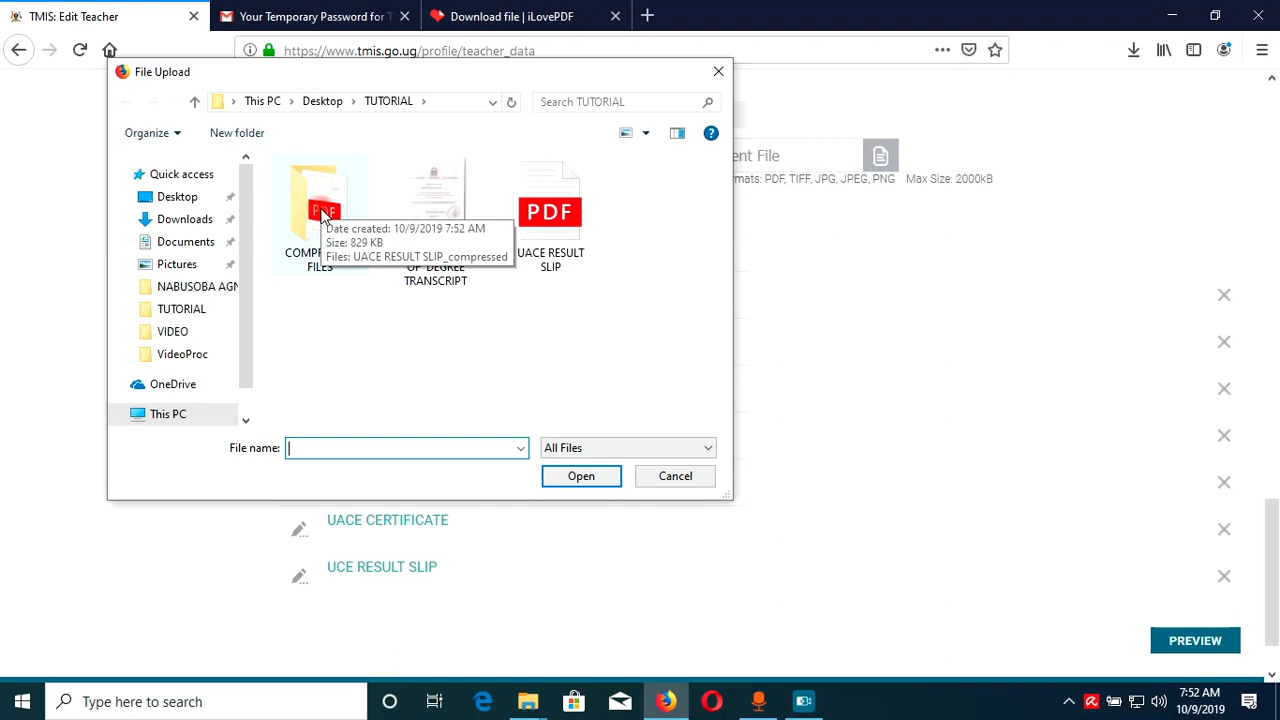 TMIS: Edit Teacher
Your Temporary Password for T
Download file | iLovePDF
https://www.tmis.go.ug/profile/teacher_data
File Upload
This PC > Desktop > TUTORIAL >
Search TUTORIAL
Organize
New folder
Quick access
Desktop
Downloads
Documents
Pictures
NABUSOBA AGN
TUTORIAL
VIDEO
VideoProc
OneDrive
This PC
PDF
COMP
FILES
Date created: 10/9/2019 7:52 AM
Size: 829 KB
Files: UACE RESULT SLIP_compressed
OF DEGREE
TRANSCRIPT
PDF
UACE RESULT
SLIP
File name:
All Files
Open
Cancel
ent File
rmats: PDF, TIFF, JPG, JPEG, PNG Max Size: 2000kB
UACE CERTIFICATE
UCE RESULT SLIP
PREVIEW
Type here to search
7:52 AM
10/9/2019